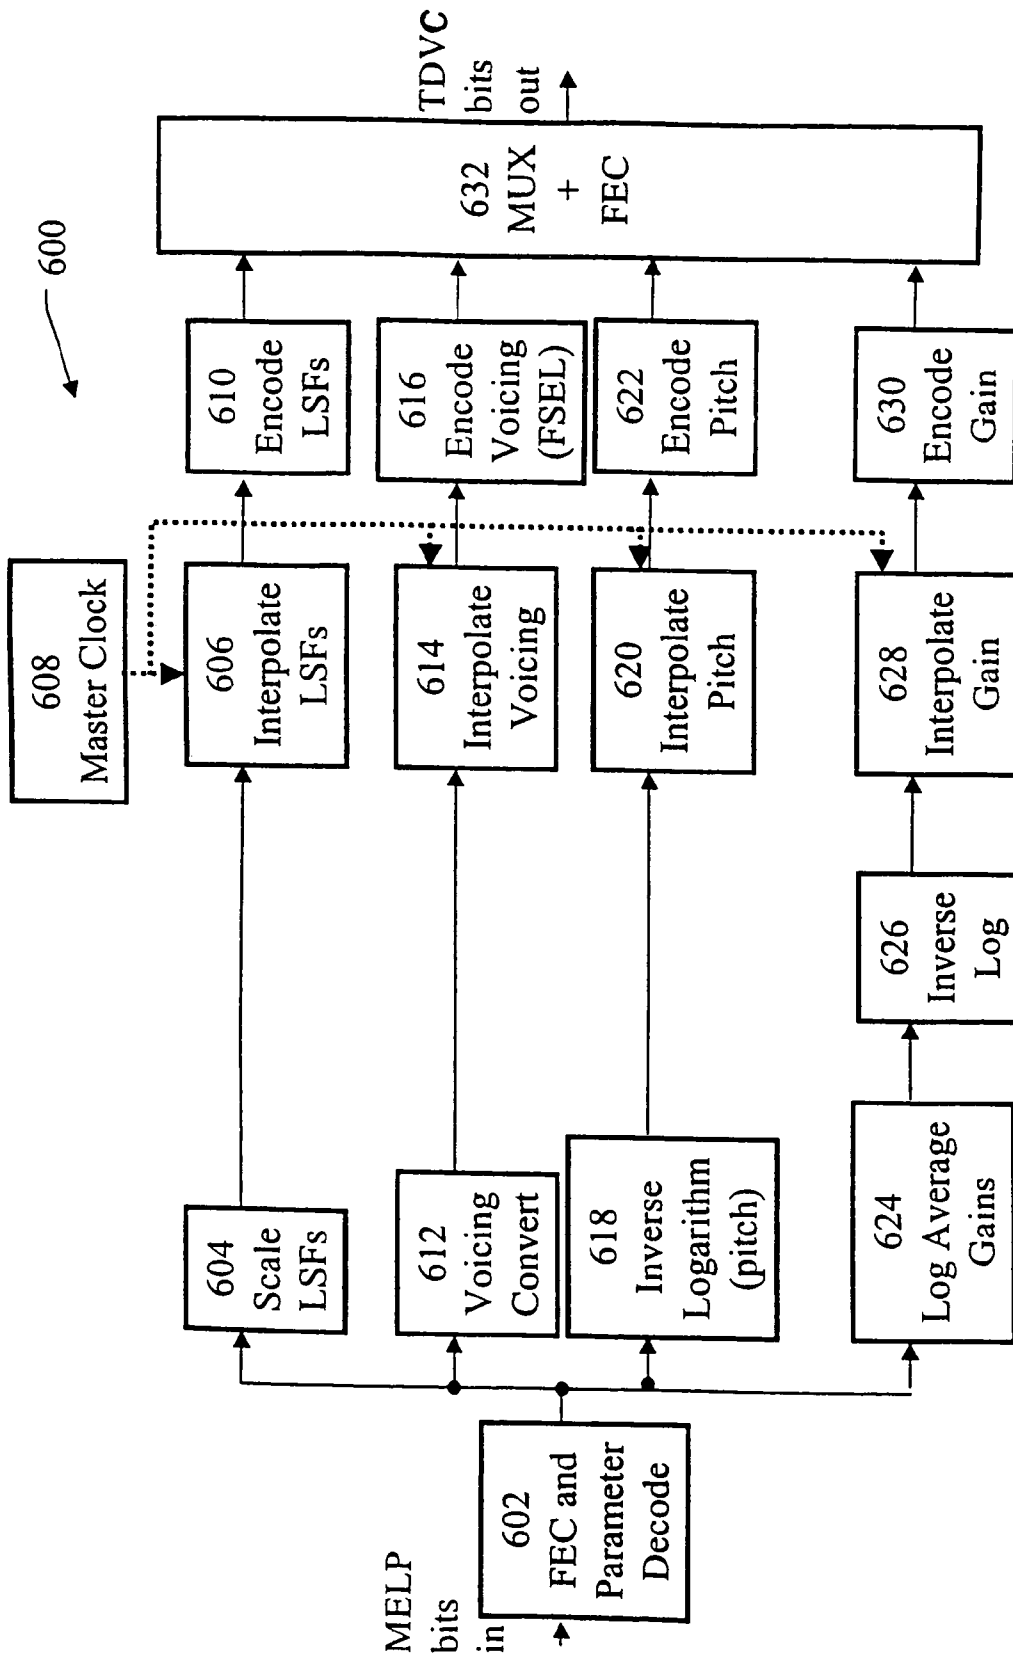 600
MELP
bits
in
602
FEC and
Parameter
Decode
604
Scale
LSFs
608
Master Clock
606
Interpolate
LSFs
610
Encode
LSFs
612
Voicing
Convert
614
Interpolate
Voicing
616
Encode
Voicing
(FSEL)
618
Inverse
Logarithm
(pitch)
620
Interpolate
Pitch
622
Encode
Pitch
624
Log Average
Gains
626
Inverse
Log
628
Interpolate
Gain
630
Encode
Gain
632
MUX
+
FEC
TDVC
bits
out